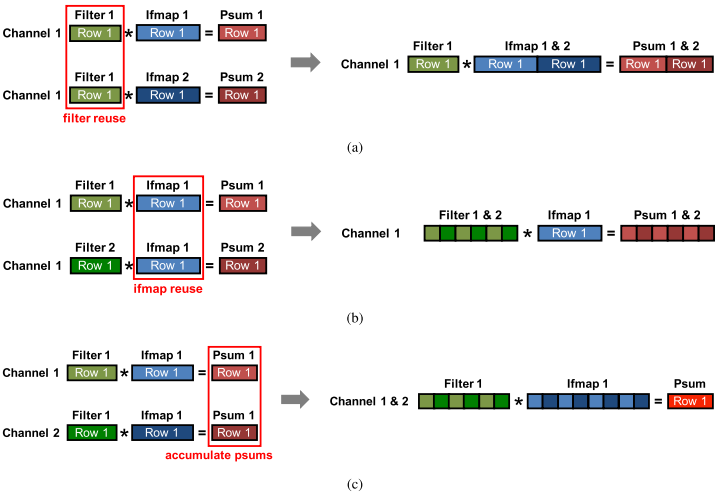 Filter 1 Ifmap 1 Psum 1
Channel 1 Row 1 * Row 1 = Row 1
Filter 1 Ifmap 2 Psum 2
Channel 1 Row 1 * Row 1 = Row 1
filter reuse
Filter 1 Ifmap 1 & 2 Psum 1 & 2
Channel 1 Row 1 * Row 1 Row 1 = Row 1 Row 1
(a)
Filter 1 Ifmap 1 Psum 1
Channel 1 Row 1 * Row 1 = Row 1
Filter 2 Ifmap 1 Psum 2
Channel 1 Row 1 * Row 1 = Row 1
ifmap reuse
Filter 1 & 2 Ifmap 1 Psum 1 & 2
Channel 1 * Row 1 =
(b)
Filter 1 Ifmap 1 Psum 1
Channel 1 Row 1 * Row 1 = Row 1
Filter 1 Ifmap 1 Psum 1
Channel 2 Row 1 * Row 1 = Row 1
accumulate psums
Filter 1 Ifmap 1 Psum
Channel 1 & 2 * = Row 1
(c)